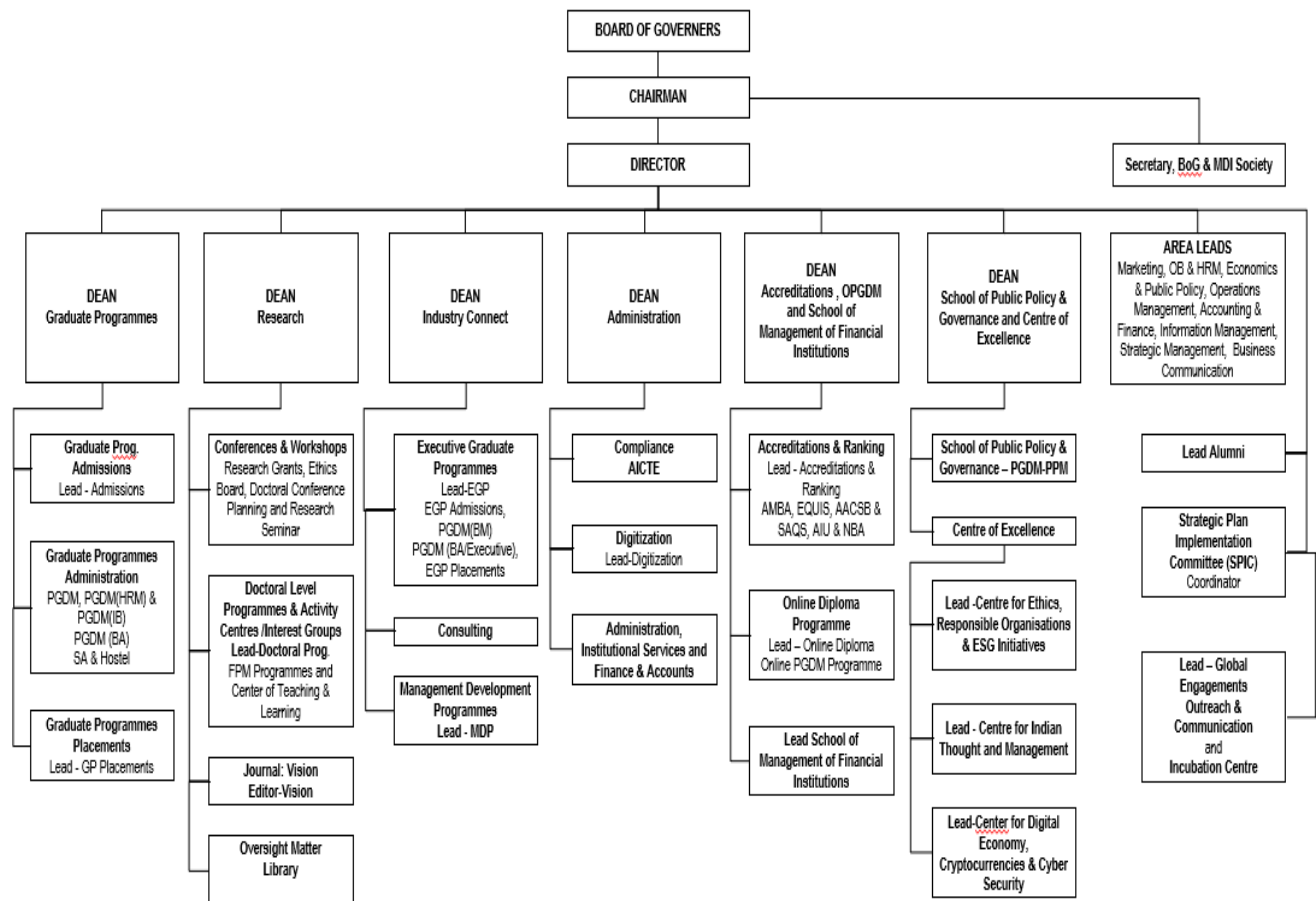 BOARD OF GOVERNERS
CHAIRMAN
DIRECTOR
Secretary, BoG & MDI Society
DEAN
Graduate Programmes
DEAN
Research
DEAN
Industry Connect
DEAN
Administration
DEAN
Accreditations , OPGDM
and School of
Management of Financial
Institutions
DEAN
School of Public Policy &
Governance and Centre of
Excellence
AREA LEADS
Marketing, OB & HRM, Economics
& Public Policy, Operations
Management, Accounting &
Finance, Information Management,
Strategic Management, Business
Communication
Graduate Prog.
Admissions
Lead - Admissions
Graduate Programmes
Administration
PGDM, PGDM(HRM) &
PGDM(IB)
PGDM (BA)
SA & Hostel
Graduate Programmes
Placements
Lead - GP Placements
Conferences & Workshops
Research Grants, Ethics
Board, Doctoral Conference
Planning and Research
Seminar
Doctoral Level
Programmes & Activity
Centres /Interest Groups
Lead-Doctoral Prog.
FPM Programmes and
Center of Teaching &
Learning
Journal: Vision
Editor-Vision
Oversight Matter
Library
Executive Graduate
Programmes
Lead-EGP
EGP Admissions,
PGDM(BM)
PGDM (BA/Executive),
EGP Placements
Consulting
Management Development
Programmes
Lead - MDP
Compliance
AICTE
Digitization
Lead-Digitization
Administration,
Institutional Services and
Finance & Accounts
Accreditations & Ranking
Lead - Accreditations &
Ranking
AMBA, EQUIS, AACSB &
SAQS, AIU & NBA
Online Diploma
Programme
Lead – Online Diploma
Online PGDM Programme
Lead School of
Management of Financial
Institutions
School of Public Policy &
Governance – PGDM-PPM
Centre of Excellence
Lead -Centre for Ethics,
Responsible Organisations
& ESG Initiatives
Lead - Centre for Indian
Thought and Management
Lead-Center for Digital
Economy,
Cryptocurrencies & Cyber
Security
Lead Alumni
Strategic Plan
Implementation
Committee (SPIC)
Coordinator
Lead – Global
Engagements
Outreach &
Communication
and
Incubation Centre